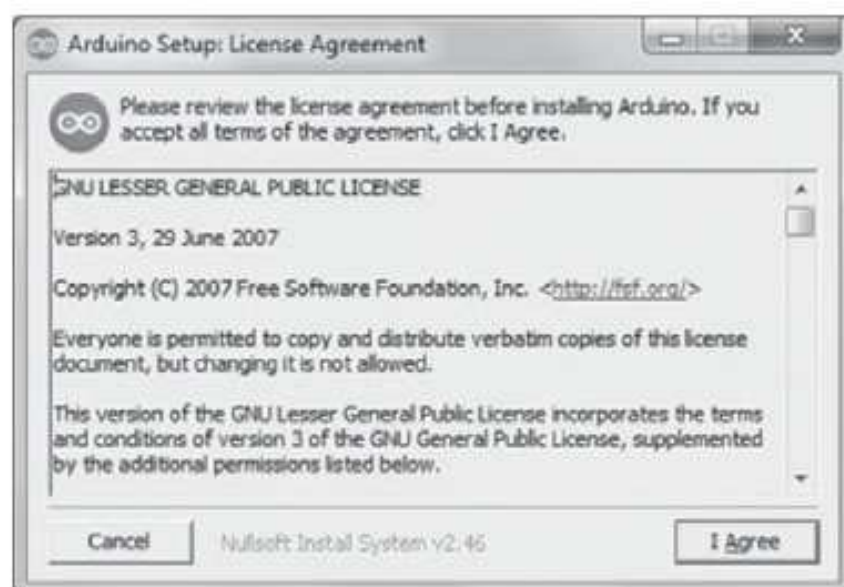 Arduino Setup: License Agreement
Please review the license agreement before installing Arduino. If you
accept all terms of the agreement, click I Agree.
GNU LESSER GENERAL PUBLIC LICENSE
Version 3, 29 June 2007
Copyright (C) 2007 Free Software Foundation, Inc. <http://fsf.org/>
Everyone is permitted to copy and distribute verbatim copies of this license
document, but changing it is not allowed.
This version of the GNU Lesser General Public License incorporates the terms
and conditions of version 3 of the GNU General Public License, supplemented
by the additional permissions listed below.
Cancel
Nullsoft Install System v2.46
I Agree